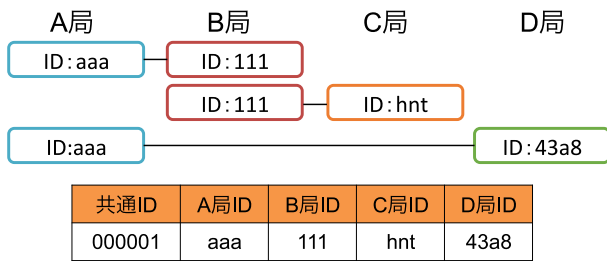 A局 B局 C局 D局
ID:aaa ID:111
ID:111 ID:hnt
ID:aaa ID:43a8
共通ID A局ID B局ID C局ID D局ID
000001 aaa 111 hnt 43a8